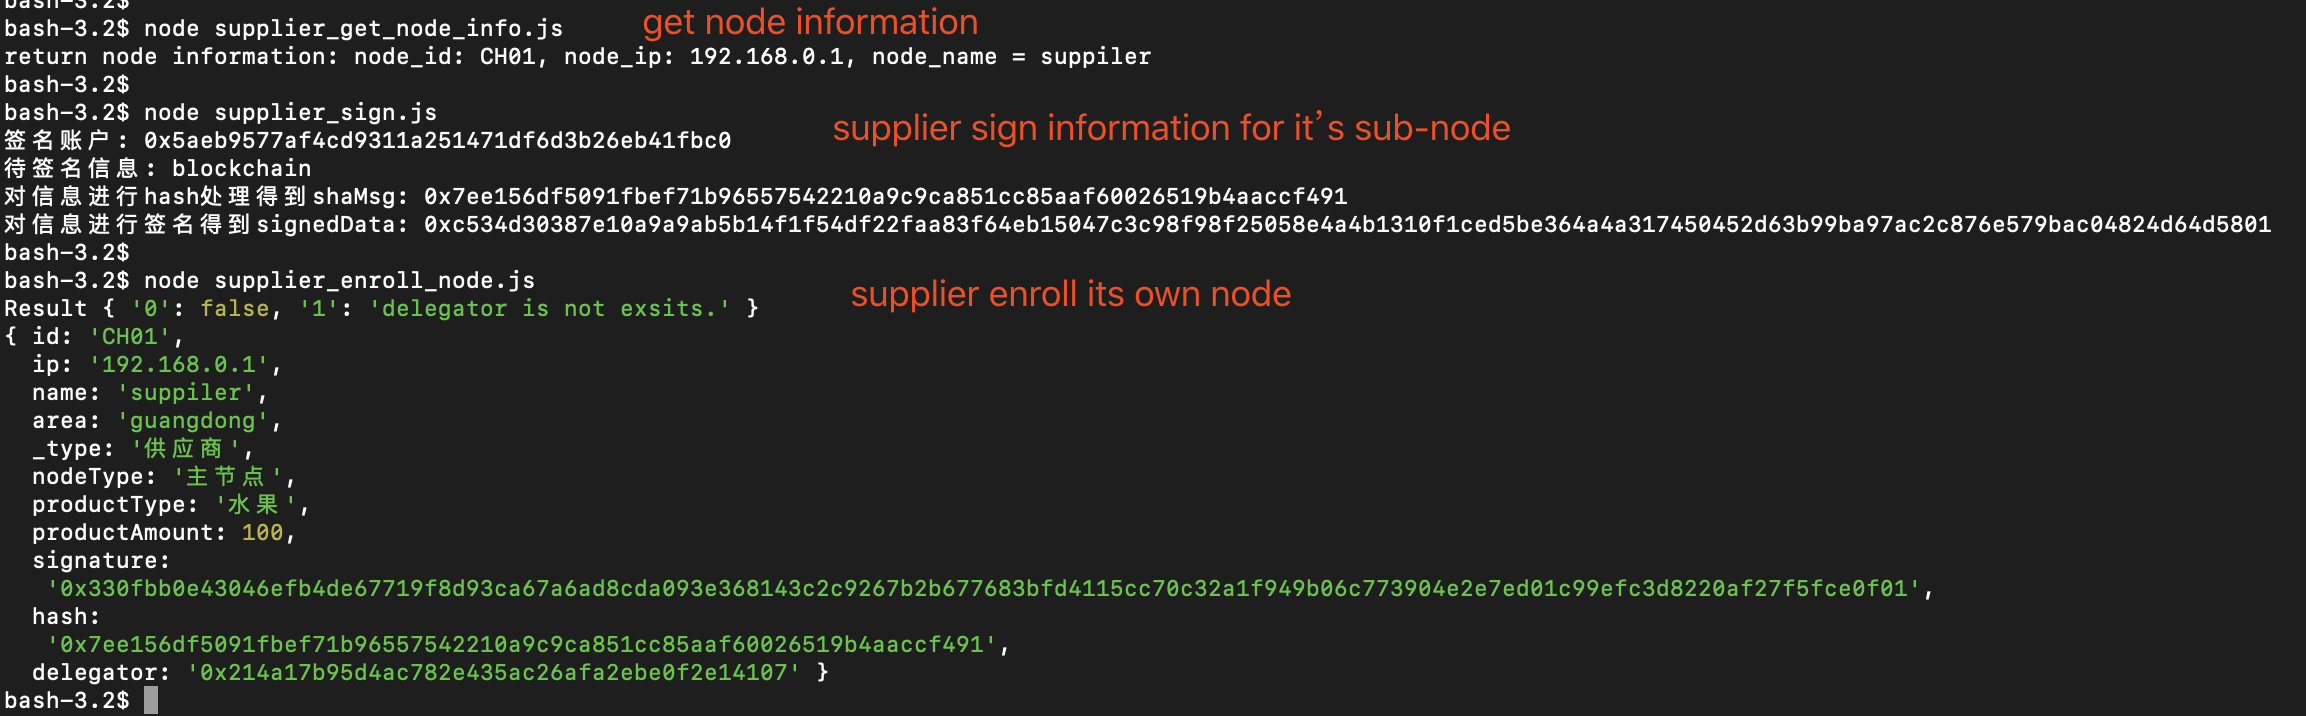 bash-3.2$
bash-3.2$ node supplier_get_node_info.js
get node information
return node information: node_id: CH01, node_ip: 192.168.0.1, node_name = suppiler
bash-3.2$
bash-3.2$ node supplier_sign.js
supplier sign information for it’s sub-node
签名账户: 0x5aeb9577af4cd9311a251471df6d3b26eb41fbc0
待签名信息: blockchain
对信息进行hash处理得到shaMsg: 0x7ee156df5091fbef71b96557542210a9c9ca851cc85aaf60026519b4aaccf491
对信息进行签名得到signedData: 0xc534d30387e10a9a9ab5b14f1f54df22faa83f64eb15047c3c98f98f25058e4a4b1310f1ced5be364a4a317450452d63b99ba97ac2c876e579bac04824d64d5801
bash-3.2$
bash-3.2$ node supplier_enroll_node.js
supplier enroll its own node
Result { '0': false, '1': 'delegator is not exsits.' }
{ id: 'CH01',
ip: '192.168.0.1',
name: 'suppiler',
area: 'guangdong',
_type: '供应商',
nodeType: '主节点',
productType: '水果',
productAmount: 100,
signature:
'0x330fbb0e43046efb4de67719f8d93ca67a6ad8cda093e368143c2c9267b2b677683bfd4115cc70c32a1f949b06c773904e2e7ed01c99efc3d8220af27f5fce0f01',
hash:
'0x7ee156df5091fbef71b96557542210a9c9ca851cc85aaf60026519b4aaccf491',
delegator: '0x214a17b95d4ac782e435ac26afa2ebe0f2e14107' }
bash-3.2$